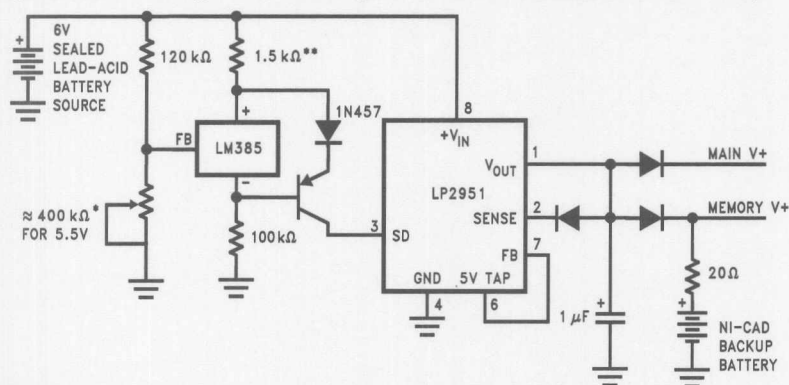 6V
SEALED
LEAD-ACID
BATTERY
SOURCE
+
120 kΩ
1.5 kΩ**
FB
LM385
+
−
1N457
≈ 400 kΩ*
FOR 5.5V
100kΩ
3
SD
8
+VIN
VOUT
1
LP2951
SENSE
2
FB
7
GND
5V TAP
4
6
MAIN V+
MEMORY V+
20Ω
+
1 μF
+
NI-CAD
BACKUP
BATTERY